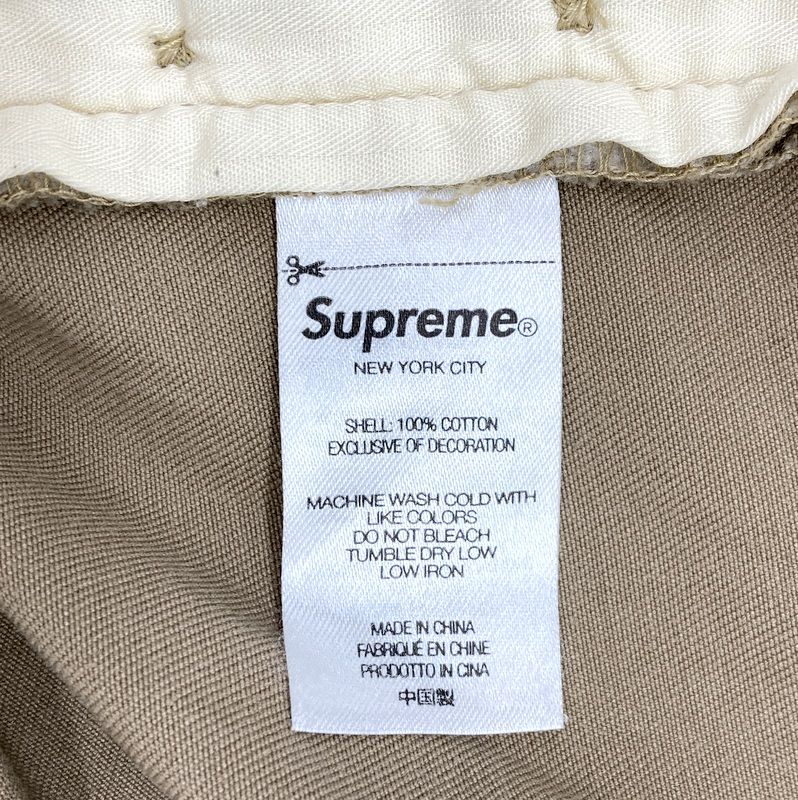 Supreme®
NEW YORK CITY
SHELL: 100% COTTON
EXCLUSIVE OF DECORATION
MACHINE WASH COLD WITH
LIKE COLORS
DO NOT BLEACH
TUMBLE DRY LOW
LOW IRON
MADE IN CHINA
FABRIQUÉ EN CHINE
PRODOTTO IN CINA
中国製